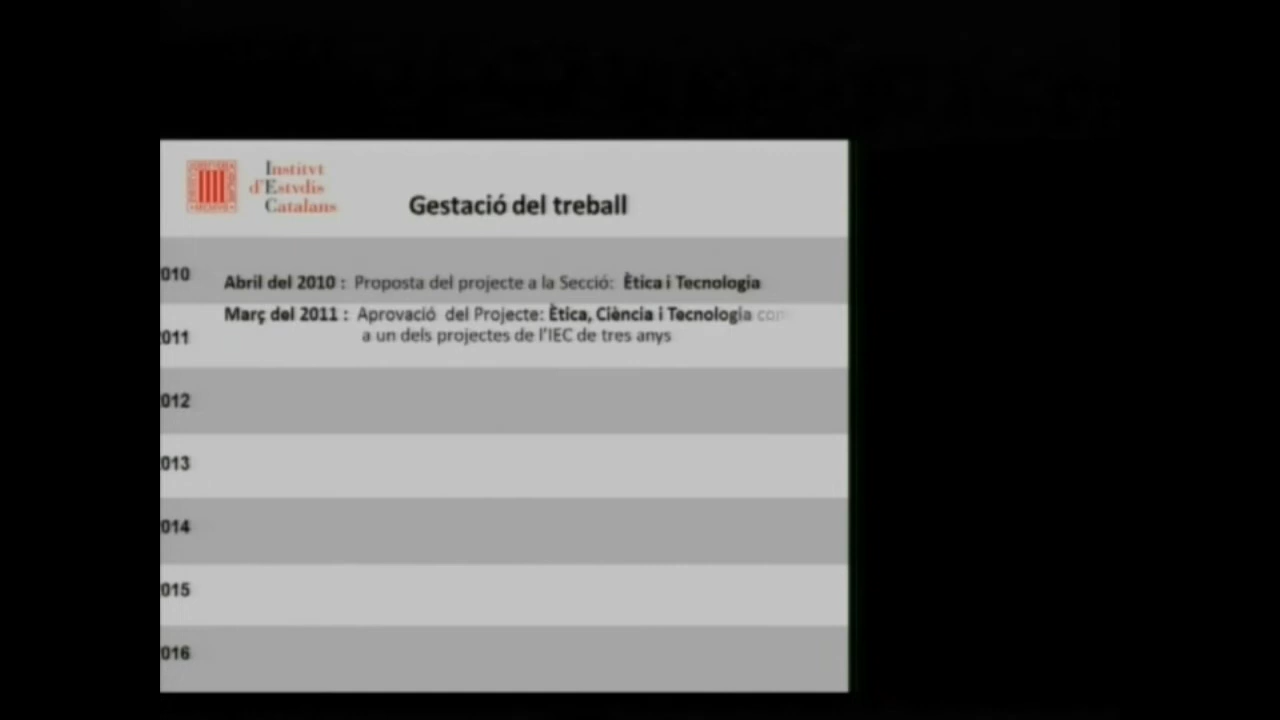 Institvt
d'Estvdis
Catalans
Gestació del treball
010
Abril del 2010 : Proposta del projecte a la Secció: Ètica i Tecnologia
Març del 2011 : Aprovació del Projecte: Ètica, Ciència i Tecnologia
011
a un dels projectes de l'IEC de tres anys
012
013
014
015
016